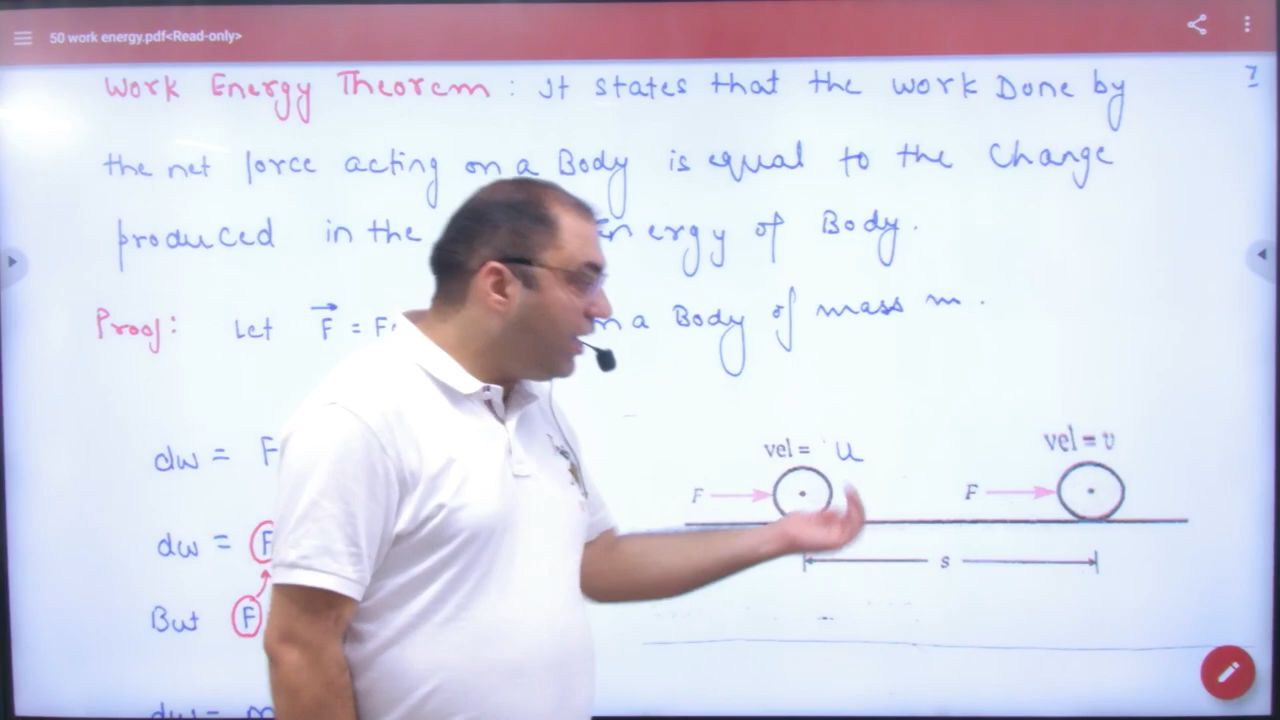 50 work energy.pdf<Read-only>
7
Work Energy Theorem : It states that the work Done by
the net force acting on a Body is equal to the Change
produced in the Energy of Body.
Proof: Let F = F a Body of mass m .
dw = F
vel = u
vel = v
F
F
dw = F
s
But F
dw =